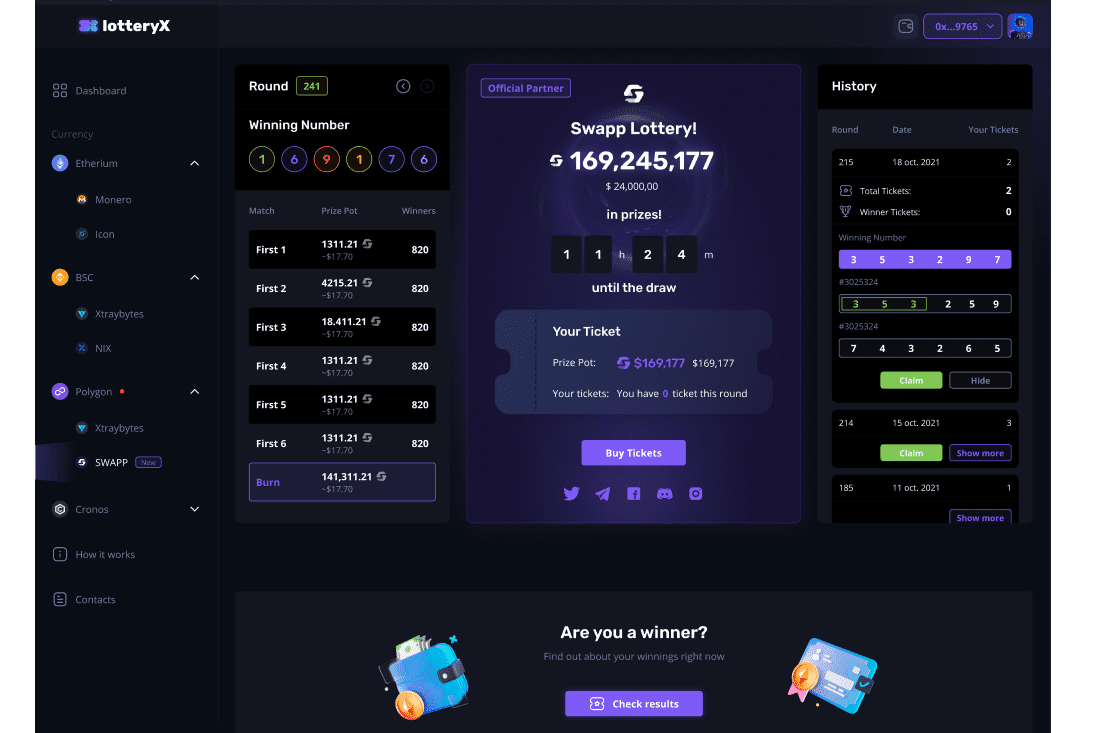 lotteryX
0x...9765
Dashboard
Currency
Etherium
Monero
Icon
BSC
Xtraybytes
NIX
Polygon
Xtraybytes
SWAPP New
Cronos
How it works
Contacts
Round 241
Winning Number
1 6 9 1 7 6
Match Prize Pot Winners
First 1 1311.21 820
~$17.70
First 2 4215.21 820
~$17.70
First 3 18.411.21 820
~$17.70
First 4 1311.21 820
~$17.70
First 5 1311.21 820
~$17.70
First 6 1311.21 820
~$17.70
Burn 141,311.21
~$17.70
Official Partner
Swapp Lottery!
169,245,177
$ 24,000,00
in prizes!
1 1 h 2 4 m
until the draw
Your Ticket
Prize Pot: $169,177 $169,177
Your tickets: You have 0 ticket this round
Buy Tickets
History
Round Date Your Tickets
215 18 oct. 2021 2
Total Tickets: 2
Winner Tickets: 0
Winning Number
3 5 3 2 9 7
#3025324
3 5 3 2 5 9
#3025324
7 4 3 2 6 5
Claim Hide
214 15 oct. 2021 3
Claim Show more
185 11 oct. 2021 1
Show more
Are you a winner?
Find out about your winnings right now
Check results